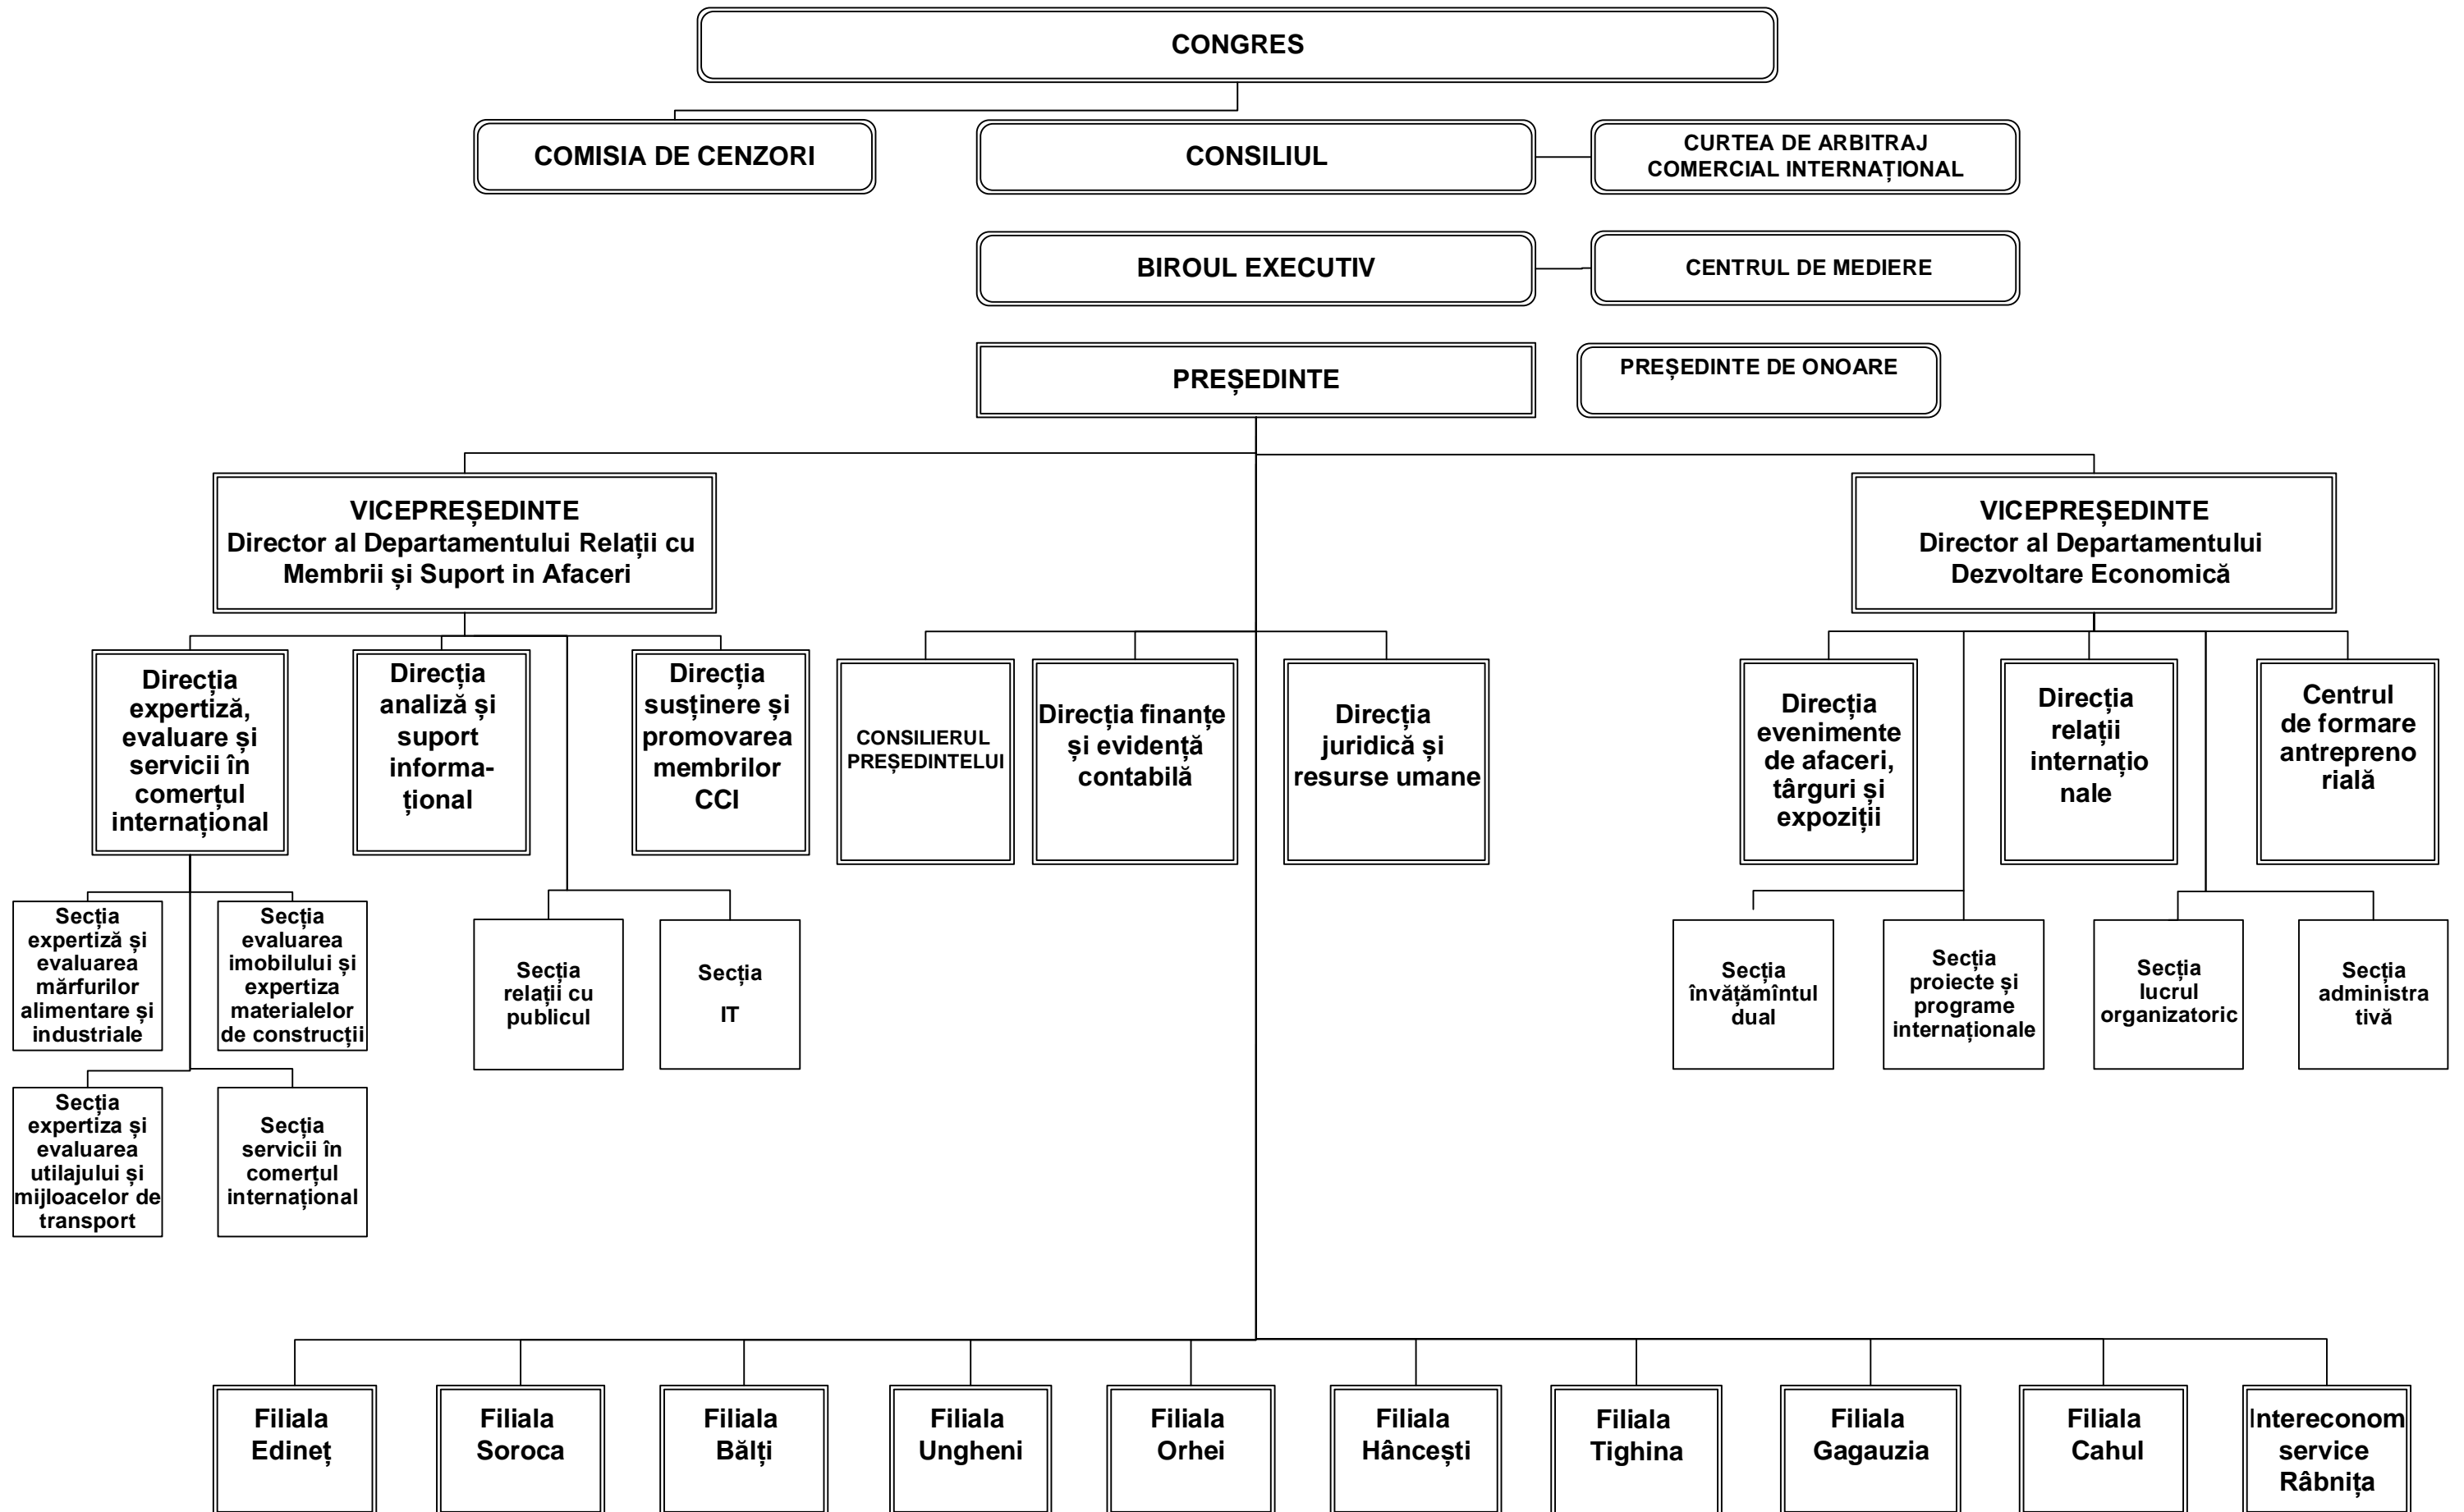 CONGRES
COMISIA DE CENZORI
CONSILIUL
CURTEA DE ARBITRAJ
COMERCIAL INTERNAȚIONAL
BIROUL EXECUTIV
CENTRUL DE MEDIERE
PREȘEDINTE
PREȘEDINTE DE ONOARE
VICEPREȘEDINTE
Director al Departamentului Relații cu
Membrii și Suport in Afaceri
VICEPREȘEDINTE
Director al Departamentului
Dezvoltare Economică
Direcția
expertiză,
evaluare și
servicii în
comerțul
internațional
Direcția
analiză și
suport
informa-
țional
Direcția
susținere și
promovarea
membrilor
CCI
CONSILIERUL
PREȘEDINTELUI
Direcția finanțe
și evidență
contabilă
Direcția
juridică și
resurse umane
Direcția
evenimente
de afaceri,
târguri și
expoziții
Direcția
relații
internațio
nale
Centrul
de formare
antrepreno
rială
Secția
expertiză și
evaluarea
mărfurilor
alimentare și
industriale
Secția
evaluarea
imobilului și
expertiza
materialelor
de construcții
Secția
relații cu
publicul
Secția
IT
Secția
învățămîntul
dual
Secția
proiecte și
programe
internaționale
Secția
lucrul
organizatoric
Secția
administra
tivă
Secția
expertiza și
evaluarea
utilajului și
mijloacelor de
transport
Secția
servicii în
comerțul
internațional
Filiala
Edineț
Filiala
Soroca
Filiala
Bălți
Filiala
Ungheni
Filiala
Orhei
Filiala
Hâncești
Filiala
Tighina
Filiala
Gagauzia
Filiala
Cahul
Intereconom
service
Râbnița